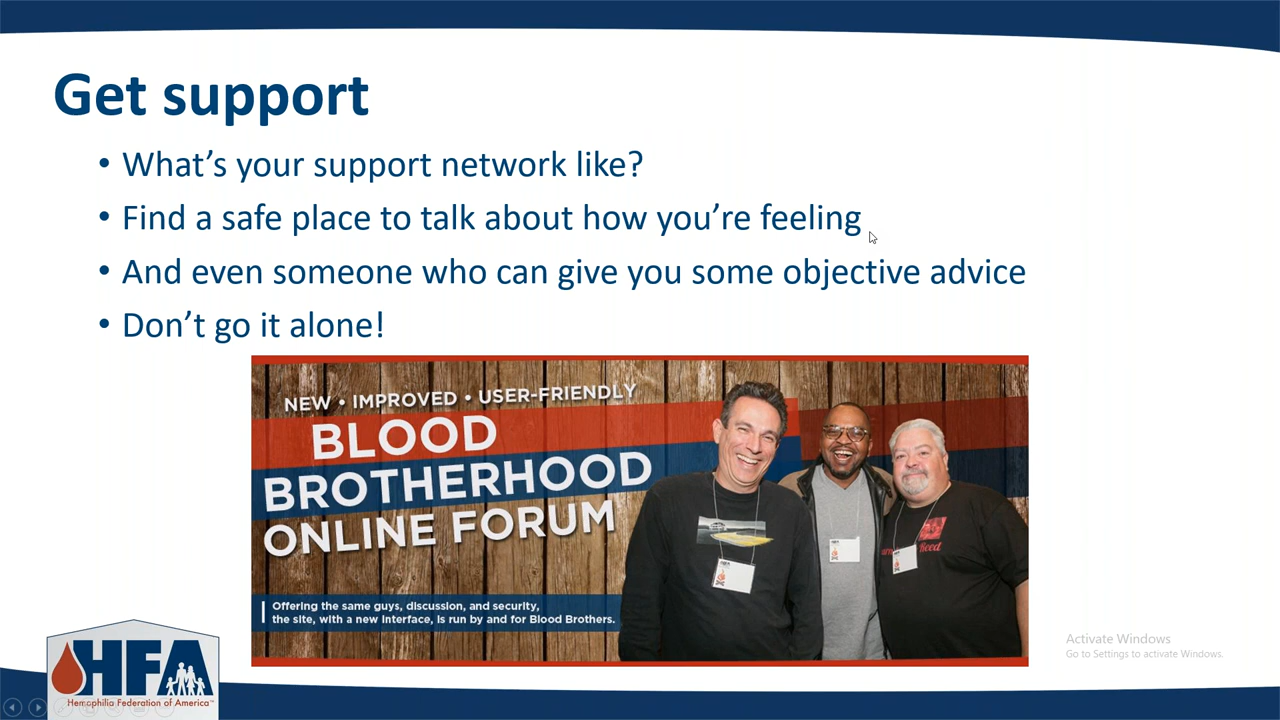 Get support
• What’s your support network like?
• Find a safe place to talk about how you’re feeling
• And even someone who can give you some objective advice
• Don’t go it alone!
NEW • IMPROVED • USER-FRIENDLY
BLOOD
BROTHERHOOD
ONLINE FORUM
Offering the same guys, discussion, and security,
the site, with a new interface, is run by and for Blood Brothers.
HFA
Hemophilia Federation of America™
Activate Windows
Go to Settings to activate Windows.